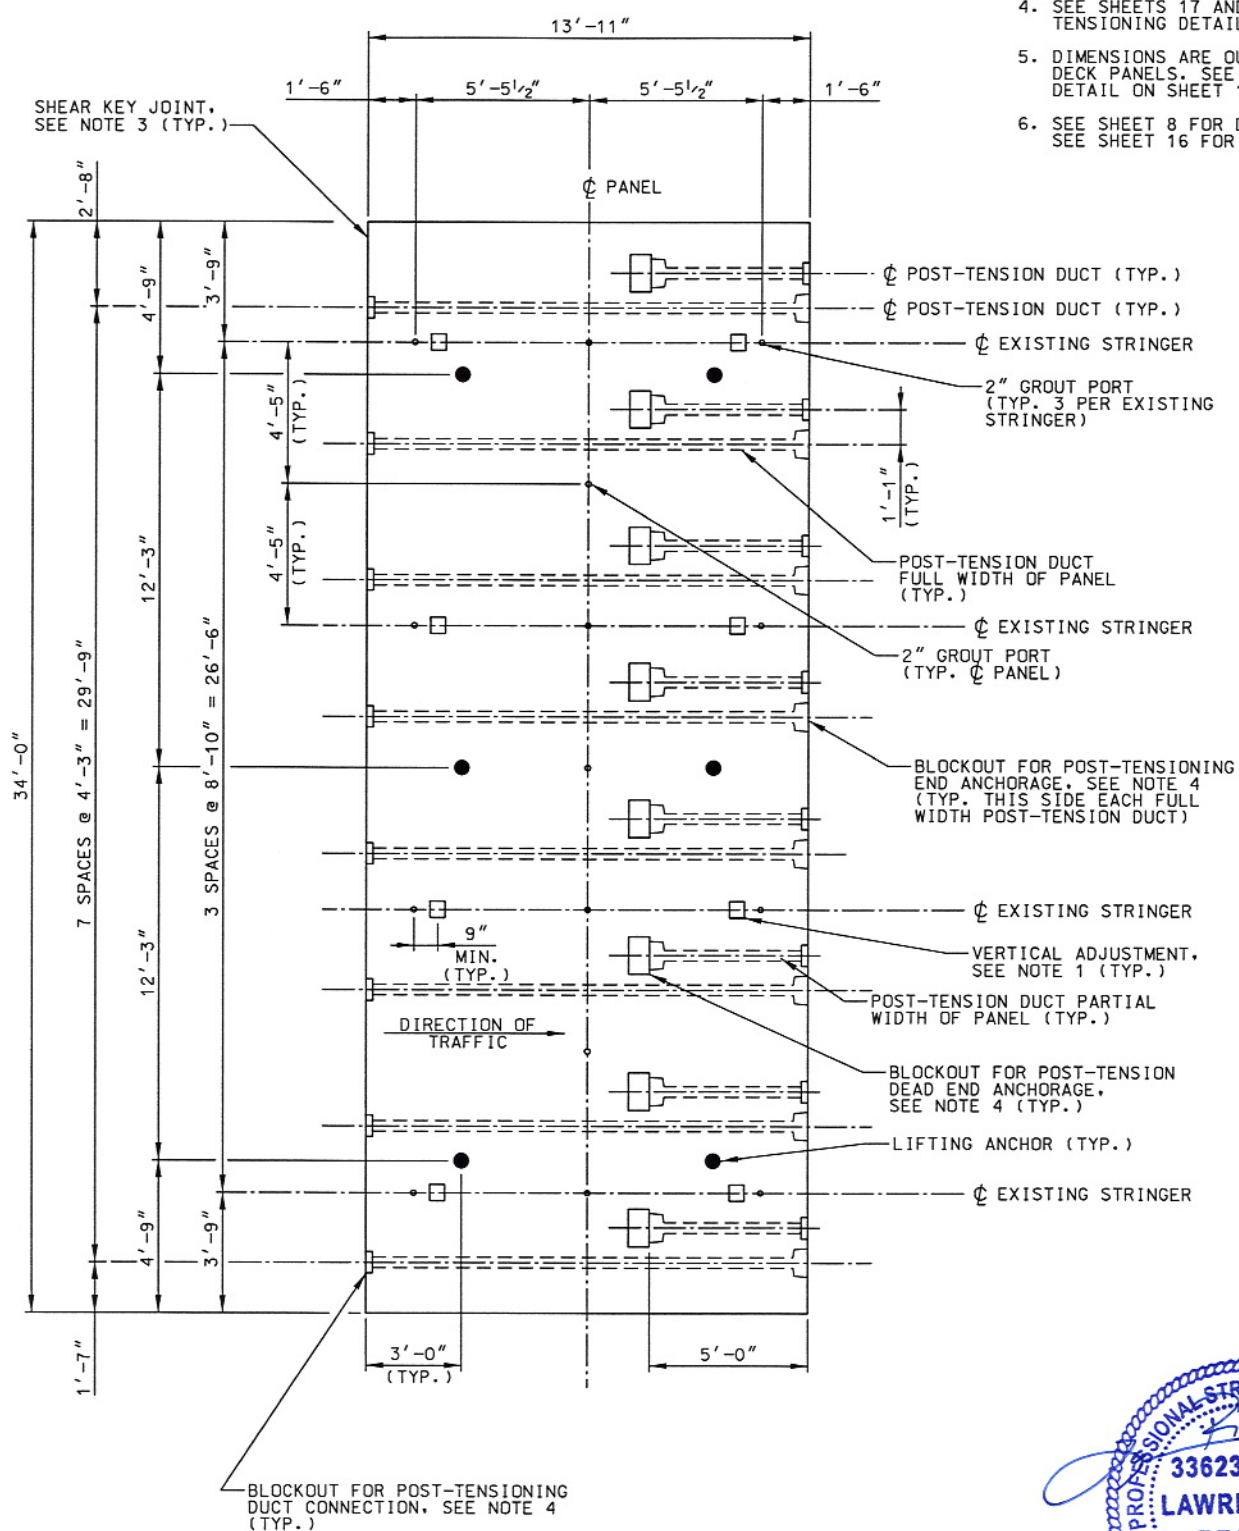 4. SEE SHEETS 17 AND
TENSIONING DETAIL
5. DIMENSIONS ARE OU
DECK PANELS. SEE
DETAIL ON SHEET 1
6. SEE SHEET 8 FOR D
SEE SHEET 16 FOR
13'-11"
1'-6"
5'-5 1/2"
5'-5 1/2"
1'-6"
SHEAR KEY JOINT,
SEE NOTE 3 (TYP.)
℄ PANEL
2'-8"
4'-9"
3'-9"
℄ POST-TENSION DUCT (TYP.)
℄ POST-TENSION DUCT (TYP.)
℄ EXISTING STRINGER
2" GROUT PORT
(TYP. 3 PER EXISTING
STRINGER)
4'-5"
(TYP.)
1'-1"
(TYP.)
4'-5"
(TYP.)
12'-3"
POST-TENSION DUCT
FULL WIDTH OF PANEL
(TYP.)
℄ EXISTING STRINGER
2" GROUT PORT
(TYP. ℄ PANEL)
34'-0"
7 SPACES @ 4'-3" = 29'-9"
3 SPACES @ 8'-10" = 26'-6"
BLOCKOUT FOR POST-TENSIONING
END ANCHORAGE, SEE NOTE 4
(TYP. THIS SIDE EACH FULL
WIDTH POST-TENSION DUCT)
12'-3"
℄ EXISTING STRINGER
9"
MIN.
(TYP.)
VERTICAL ADJUSTMENT,
SEE NOTE 1 (TYP.)
POST-TENSION DUCT PARTIAL
WIDTH OF PANEL (TYP.)
DIRECTION OF
TRAFFIC
BLOCKOUT FOR POST-TENSION
DEAD END ANCHORAGE,
SEE NOTE 4 (TYP.)
LIFTING ANCHOR (TYP.)
℄ EXISTING STRINGER
4'-9"
3'-9"
1'-7"
3'-0"
(TYP.)
5'-0"
BLOCKOUT FOR POST-TENSIONING
DUCT CONNECTION, SEE NOTE 4
(TYP.)
PROFESSIONAL STR
33623
LAWR